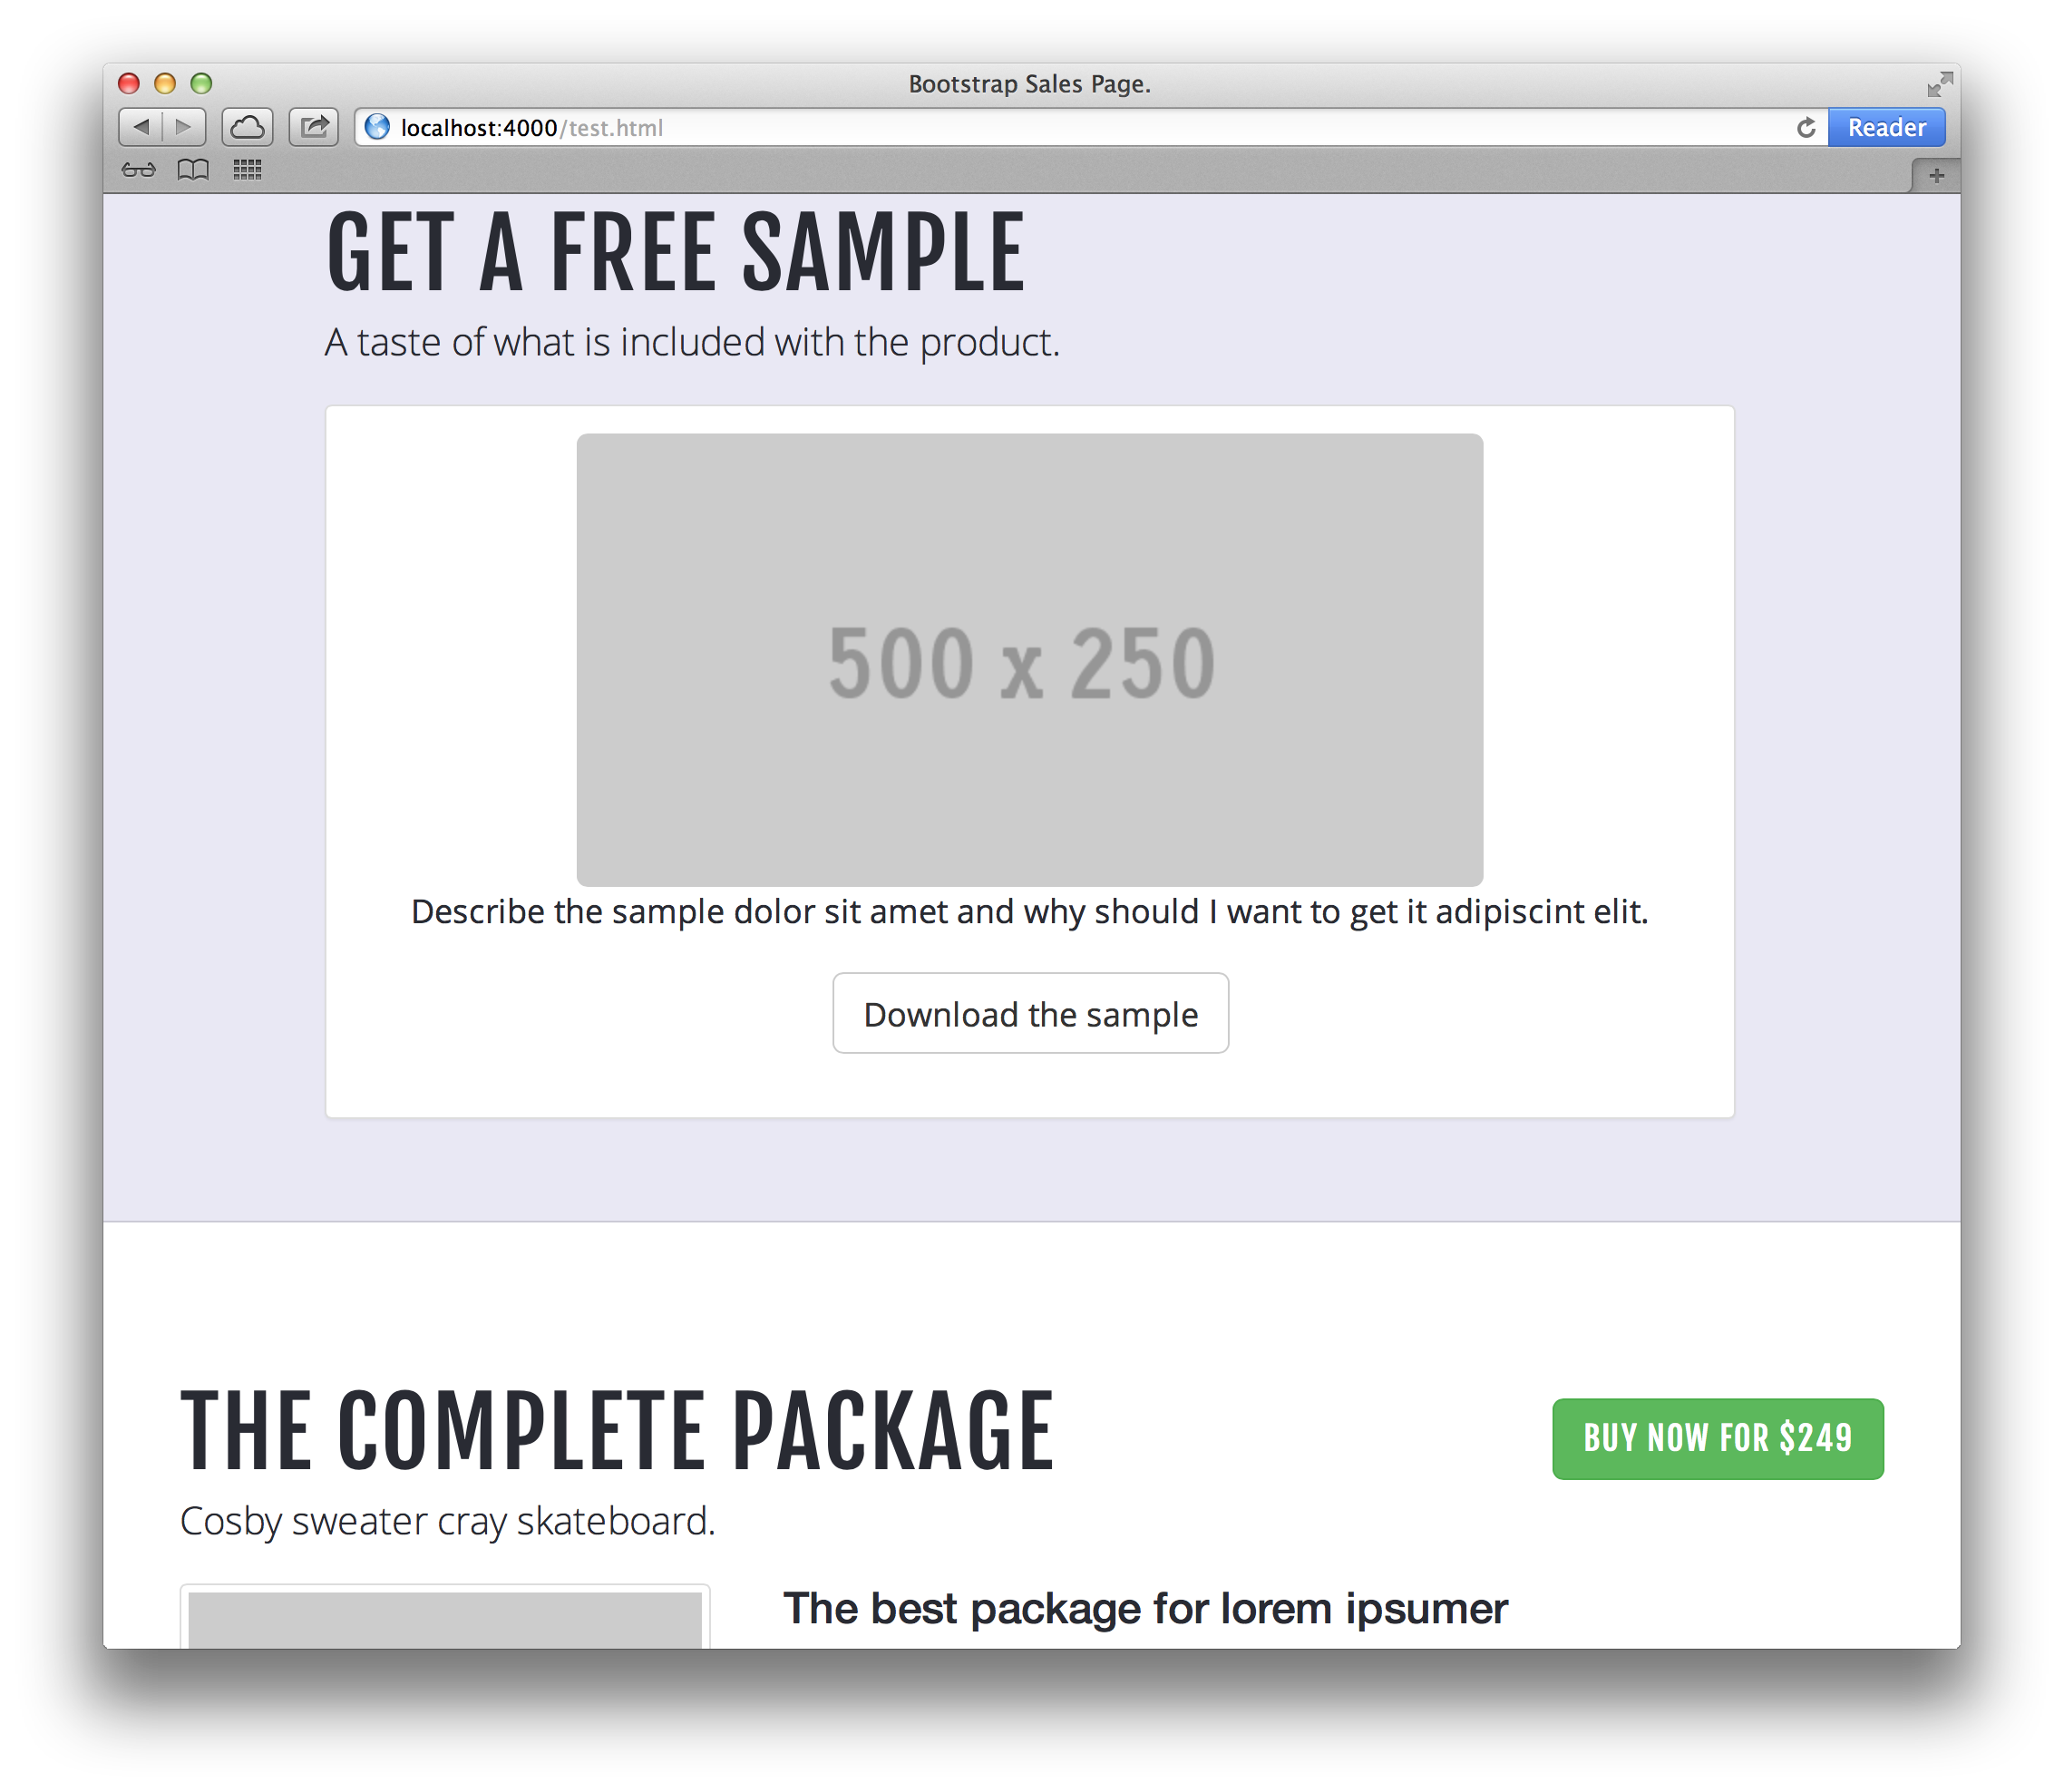 Bootstrap Sales Page.
localhost:4000/test.html
Reader
GET A FREE SAMPLE
A taste of what is included with the product.
500 x 250
Describe the sample dolor sit amet and why should I want to get it adipiscint elit.
Download the sample
THE COMPLETE PACKAGE
BUY NOW FOR $249
Cosby sweater cray skateboard.
The best package for lorem ipsumer